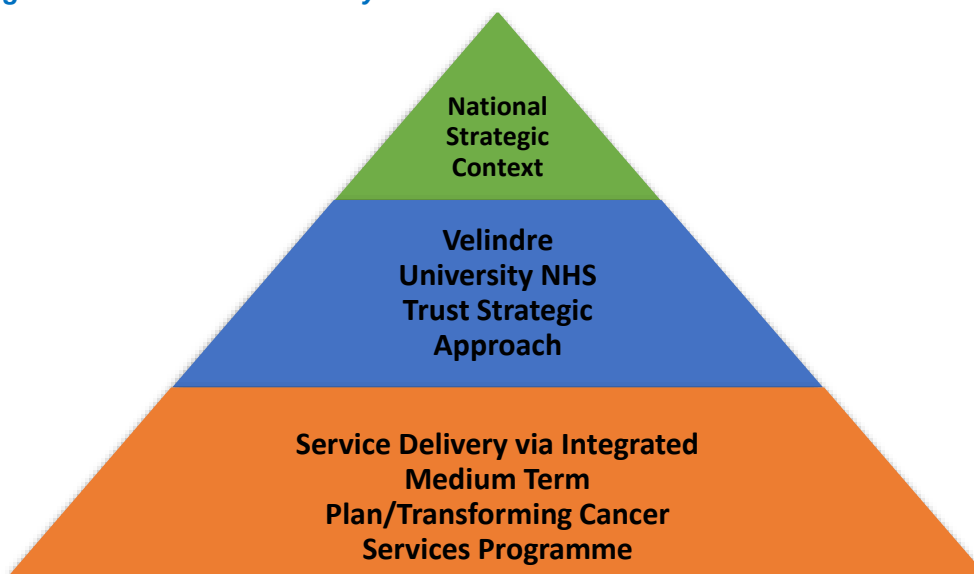 National
Strategic
Context
Velindre
University NHS
Trust Strategic
Approach
Service Delivery via Integrated
Medium Term
Plan/Transforming Cancer
Services Programme